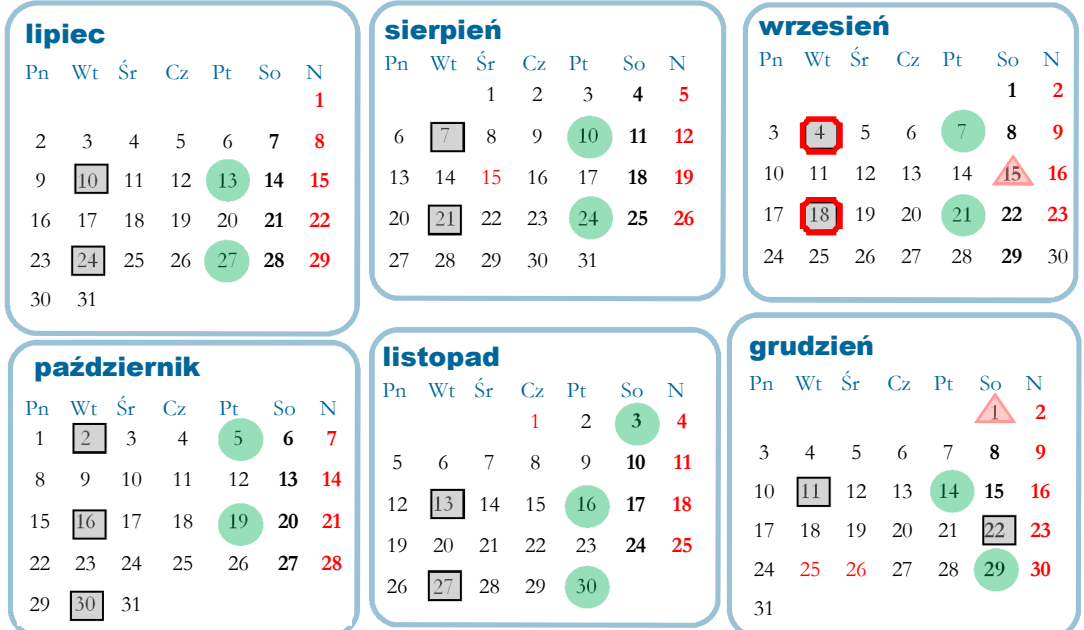 lipiec
Pn Wt Śr Cz Pt So N
1
2 3 4 5 6 7 8
9 10 11 12 13 14 15
16 17 18 19 20 21 22
23 24 25 26 27 28 29
30 31
sierpień
Pn Wt Śr Cz Pt So N
1 2 3 4 5
6 7 8 9 10 11 12
13 14 15 16 17 18 19
20 21 22 23 24 25 26
27 28 29 30 31
wrzesień
Pn Wt Śr Cz Pt So N
1 2
3 4 5 6 7 8 9
10 11 12 13 14 15 16
17 18 19 20 21 22 23
24 25 26 27 28 29 30
październik
Pn Wt Śr Cz Pt So N
1 2 3 4 5 6 7
8 9 10 11 12 13 14
15 16 17 18 19 20 21
22 23 24 25 26 27 28
29 30 31
listopad
Pn Wt Śr Cz Pt So N
1 2 3 4
5 6 7 8 9 10 11
12 13 14 15 16 17 18
19 20 21 22 23 24 25
26 27 28 29 30
grudzień
Pn Wt Śr Cz Pt So N
1 2
3 4 5 6 7 8 9
10 11 12 13 14 15 16
17 18 19 20 21 22 23
24 25 26 27 28 29 30
31